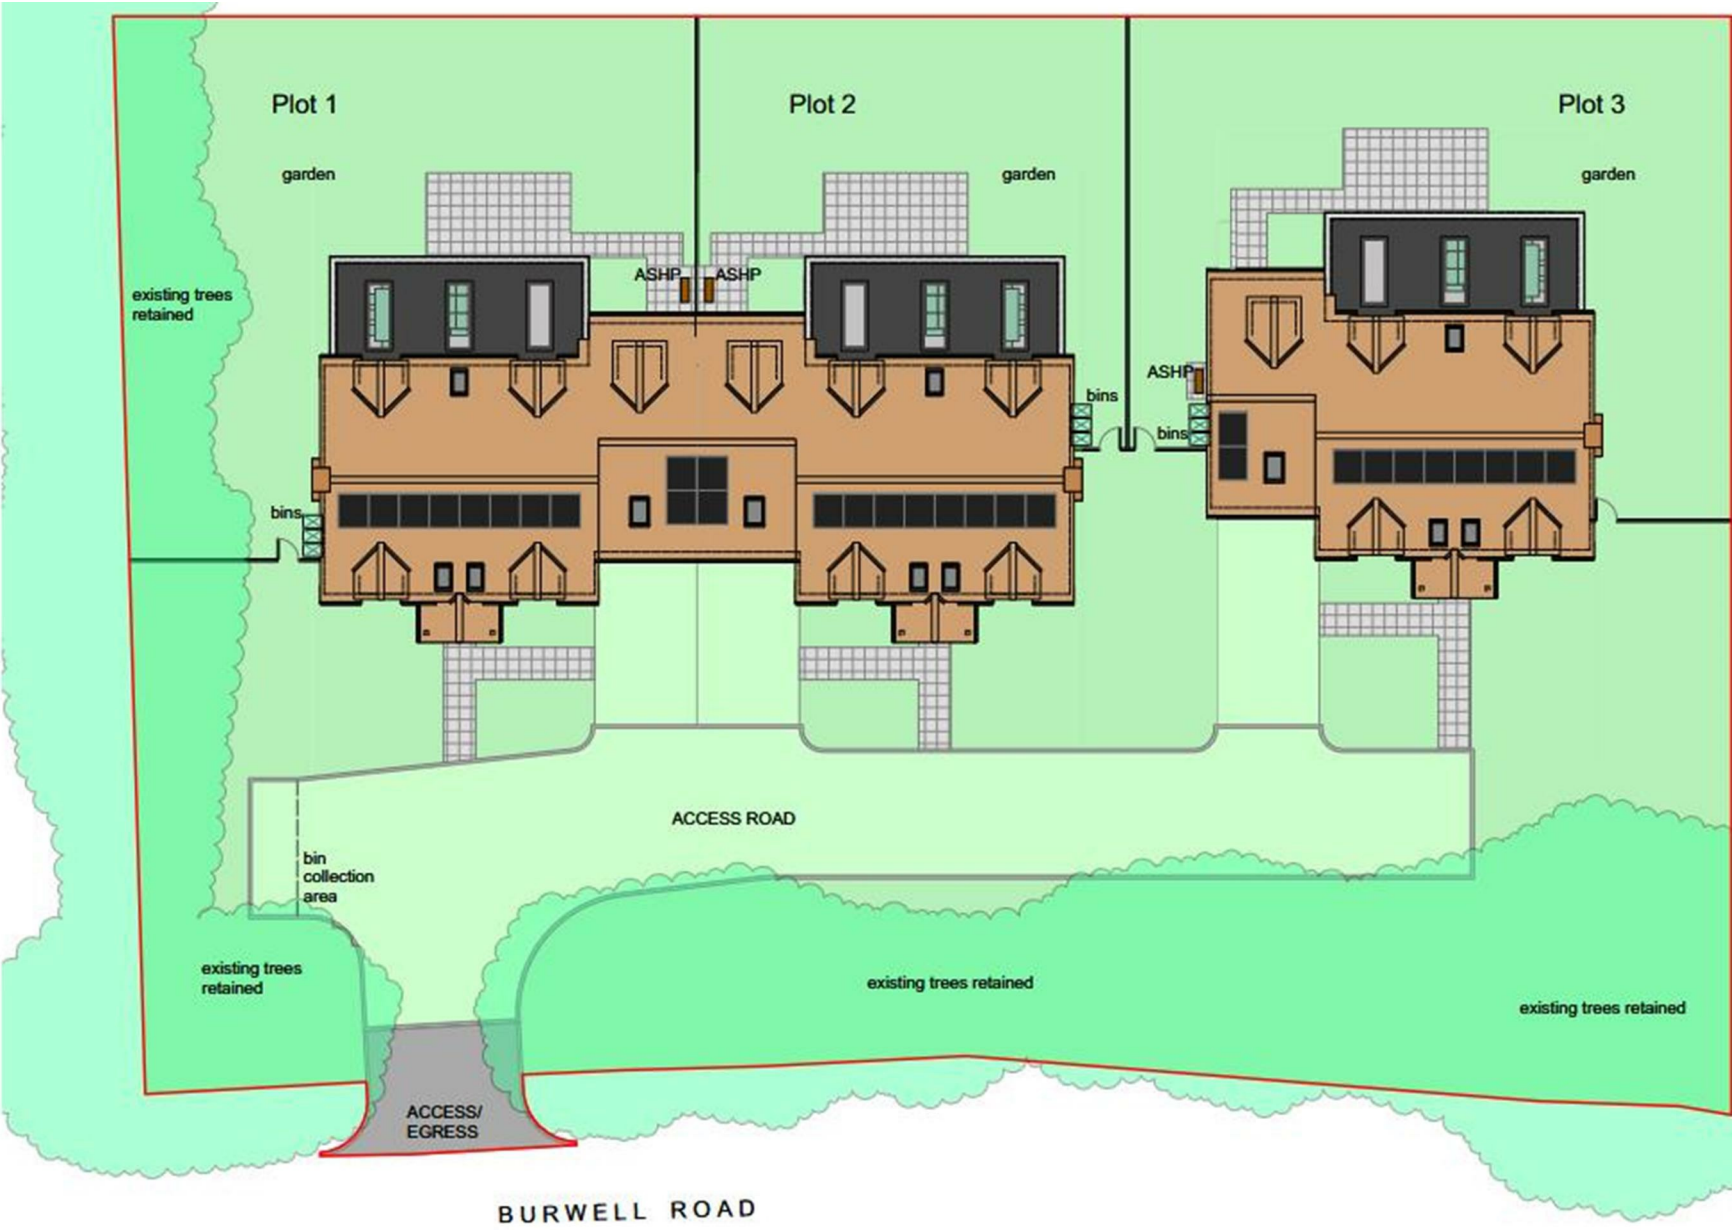 Plot 1
Plot 2
Plot 3
garden
garden
garden
existing trees
retained
ASHP
ASHP
ASHP
bins
bins
bins
ACCESS ROAD
bin
collection
area
existing trees
retained
existing trees retained
existing trees retained
ACCESS/
EGRESS
BURWELL ROAD